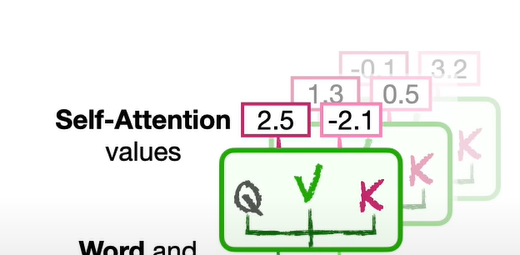 -0.1 3.2
1.3 0.5
Self-Attention 2.5 -2.1
values
Q V K K K
Word and